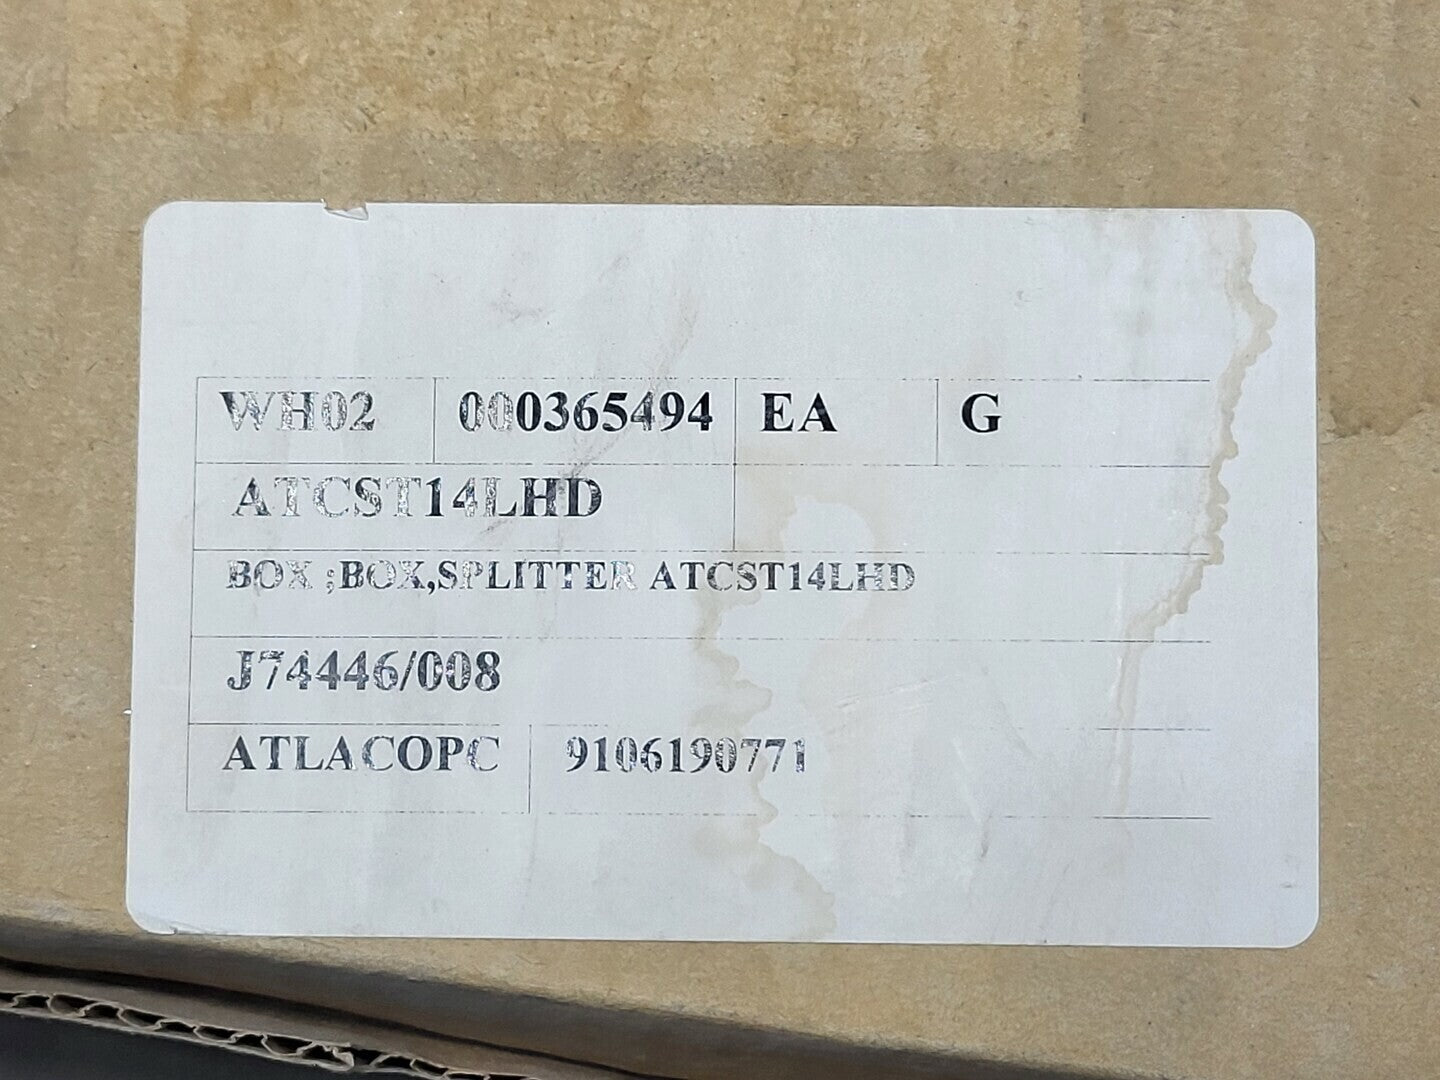 WH02 000365494 EA G
ATCST14LHD
BOX ;BOX,SPLITTER ATCST14LHD
J74446/008
ATLACOPC 9106190771